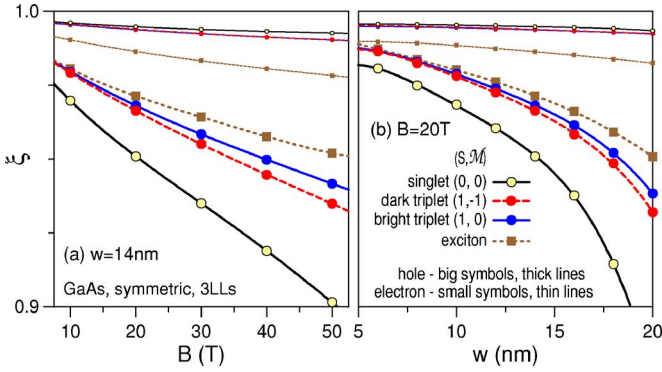 1.0
ξ
0.9
(a) w=14nm
GaAs, symmetric, 3LLs
10 20 30 40 50
B (T)
(b) B=20T
(S,ℳ)
singlet (0, 0)
dark triplet (1,-1)
bright triplet (1, 0)
exciton
hole - big symbols, thick lines
electron - small symbols, thin lines
5 10 15 20
w (nm)